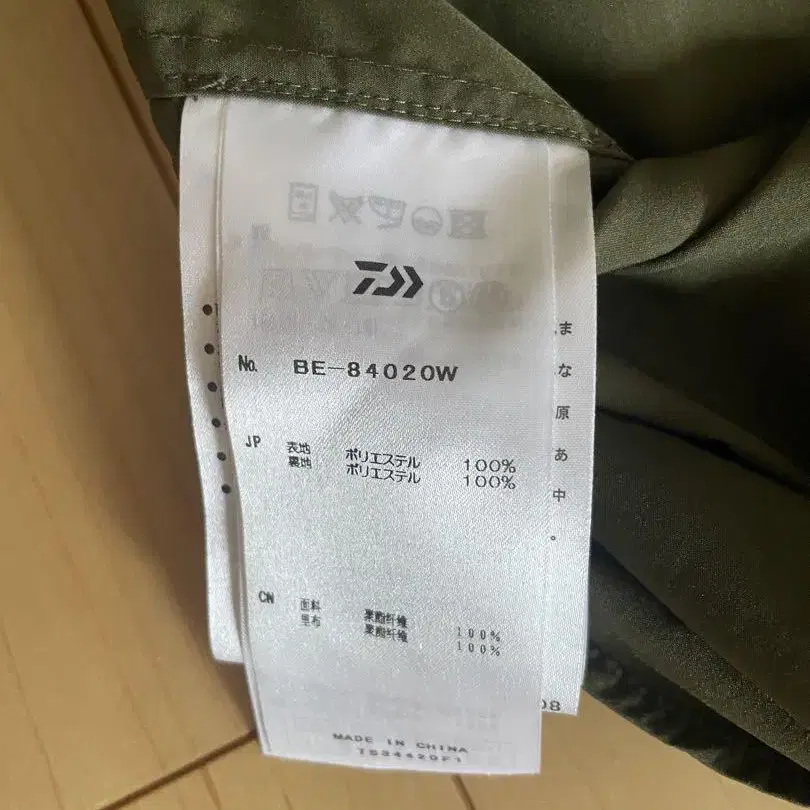 No. BE-84020W
JP 表地 ポリエステル 100%
裏地 ポリエステル 100%
CN 面料 聚酯纤维 100%
里布 聚酯纤维 100%
MADE IN CHINA
7S34420F1
ま
な
原
あ
中
。
08